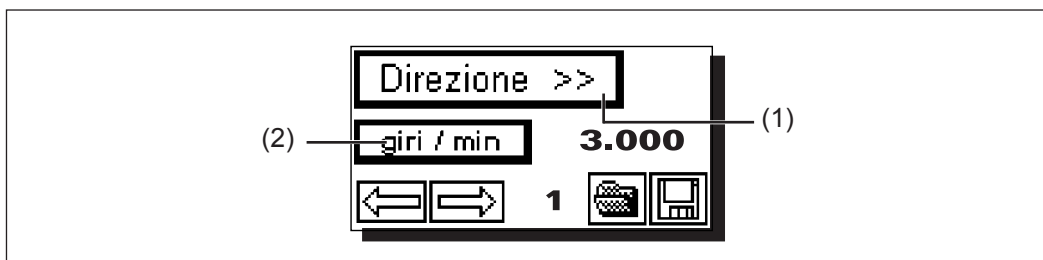 Direzione >>
(1)
(2)
giri / min
3.000
1